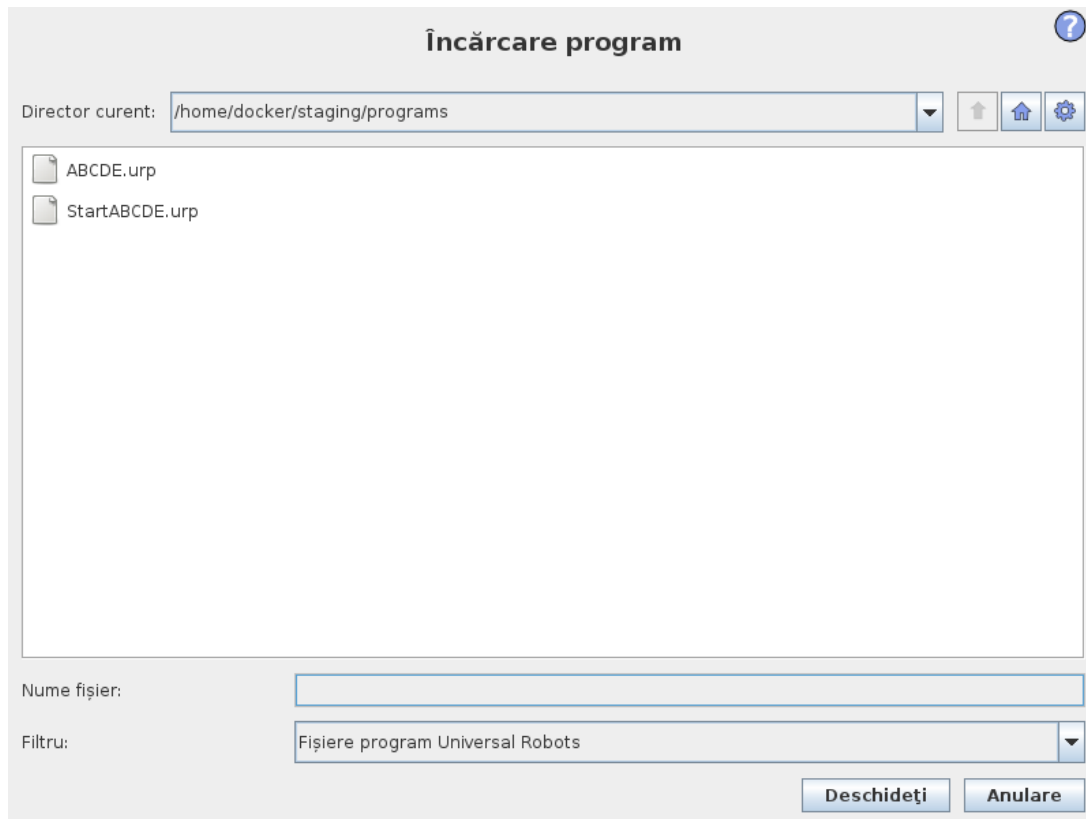 Încărcare program
?
Director curent: /home/docker/staging/programs
ABCDE.urp
StartABCDE.urp
Nume fișier:
Filtru: Fișiere program Universal Robots
Deschideţi Anulare